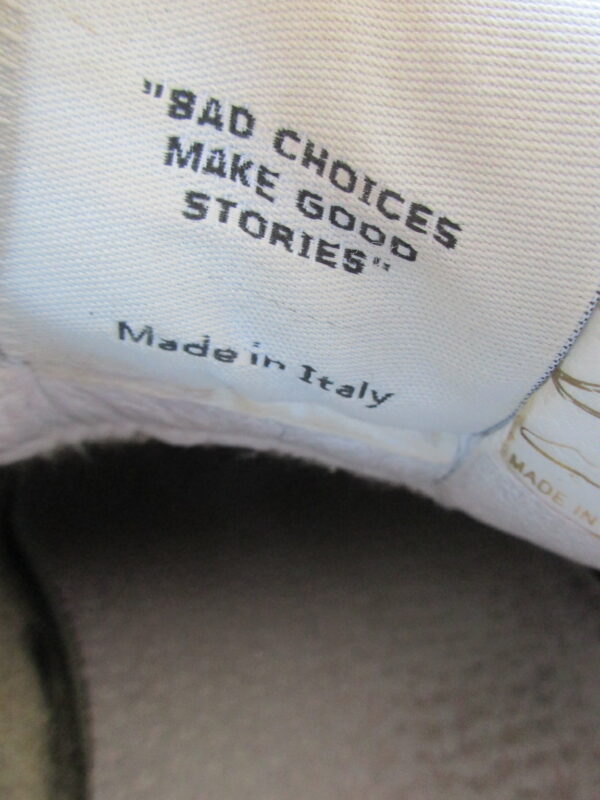 "BAD CHOICES
MAKE GOOD
STORIES"
Made in Italy
MADE IN